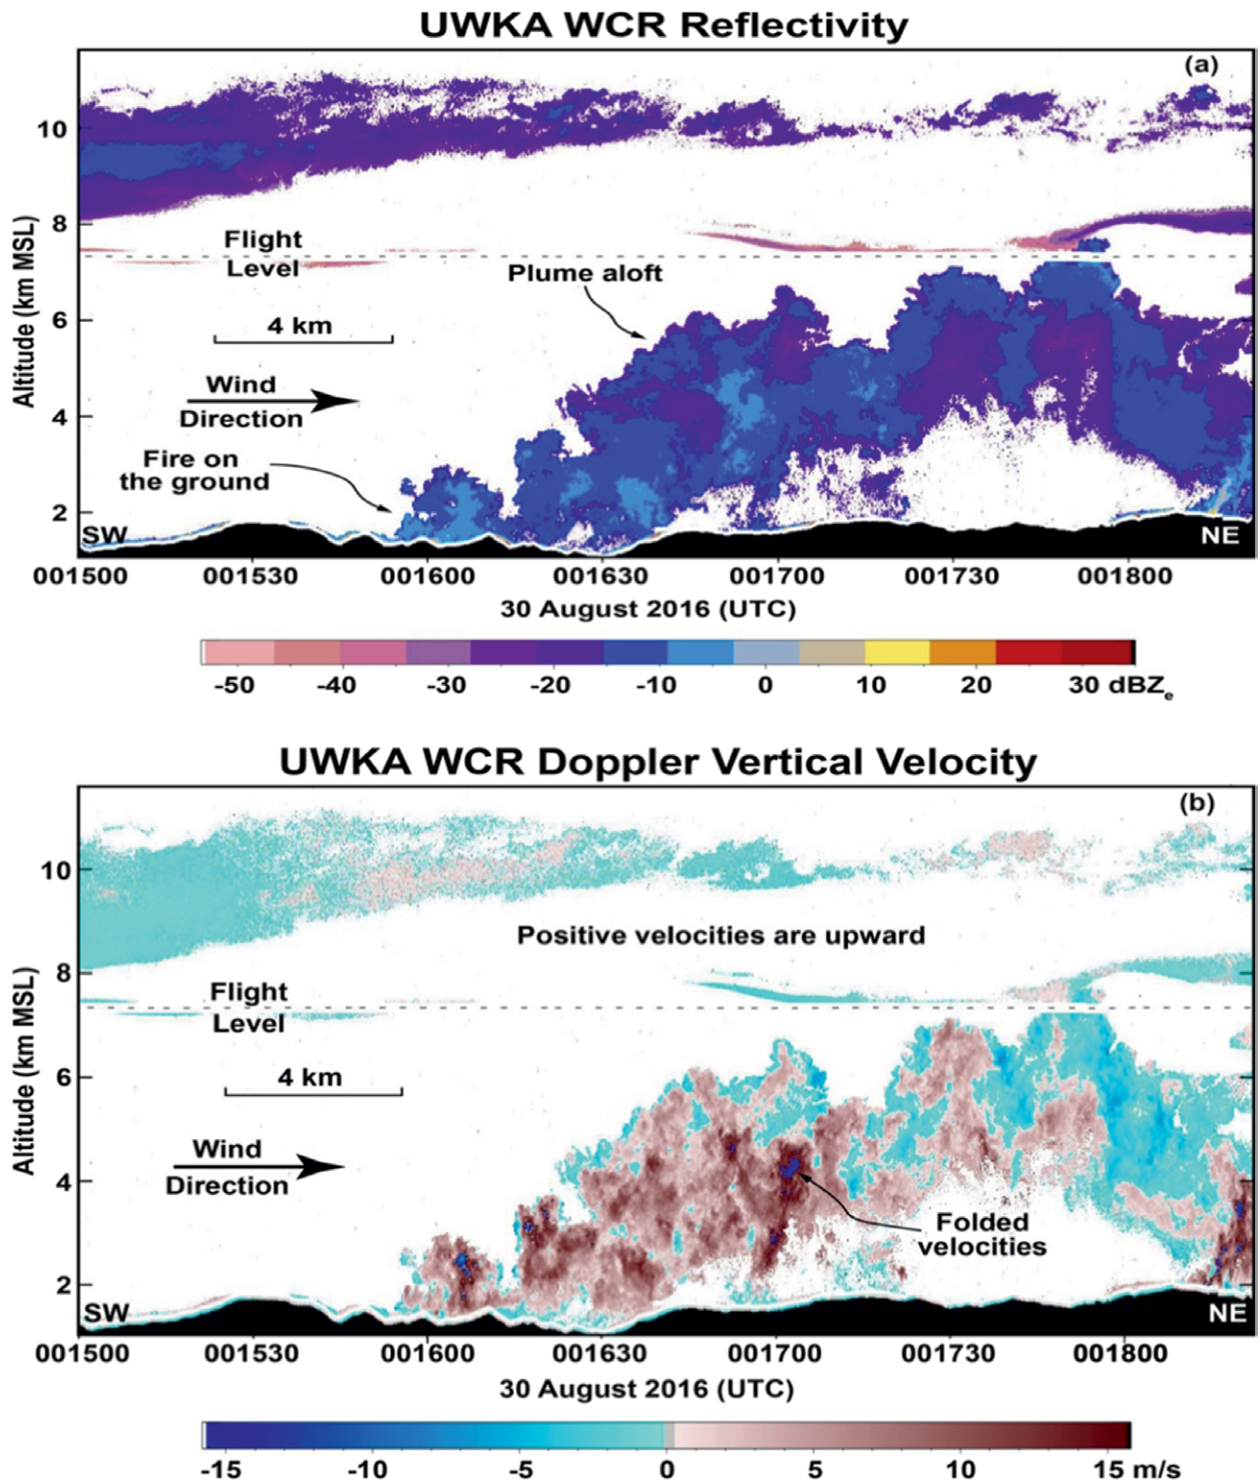 UWKA WCR Reflectivity
(a)
10
8
6
4
2
Altitude (km MSL)
Flight
Level
Plume aloft
4 km
Wind
Direction
Fire on
the ground
SW
NE
001500 001530 001600 001630 001700 001730 001800
30 August 2016 (UTC)
-50 -40 -30 -20 -10 0 10 20 30 dBZe
UWKA WCR Doppler Vertical Velocity
(b)
10
8
6
4
2
Altitude (km MSL)
Positive velocities are upward
Flight
Level
4 km
Wind
Direction
Folded
velocities
SW
NE
001500 001530 001600 001630 001700 001730 001800
30 August 2016 (UTC)
-15 -10 -5 0 5 10 15 m/s